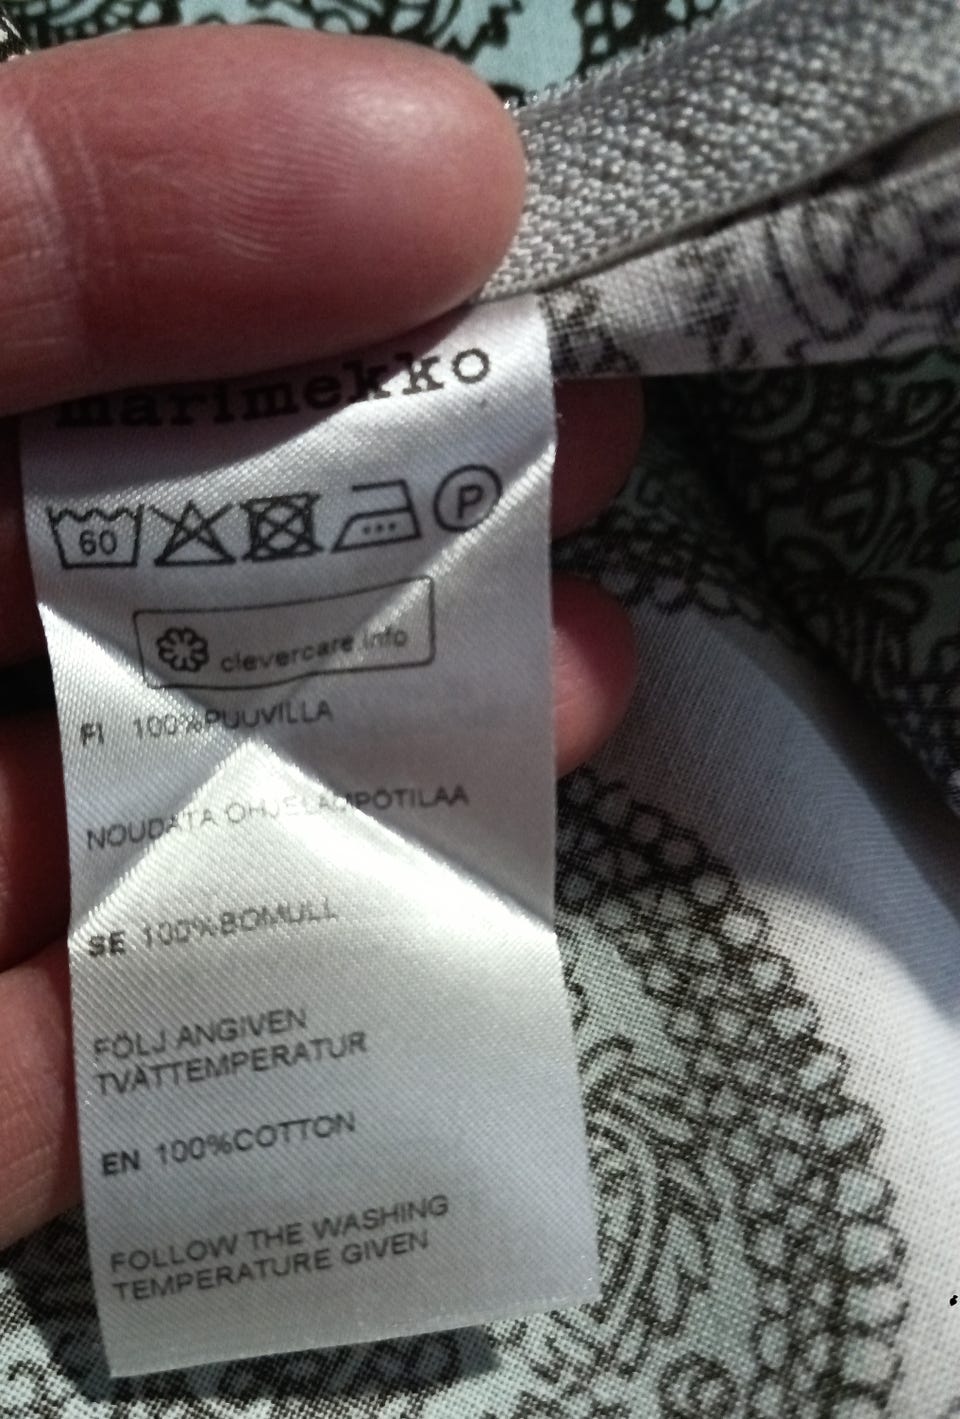 marimekko
60 P
clevercare.info
FI 100%PUUVILLA
NOUDATA OHJELÄMPÖTILAA
SE 100%BOMULL
FÖLJ ANGIVEN
TVÄTTEMPERATUR
EN 100%COTTON
FOLLOW THE WASHING
TEMPERATURE GIVEN